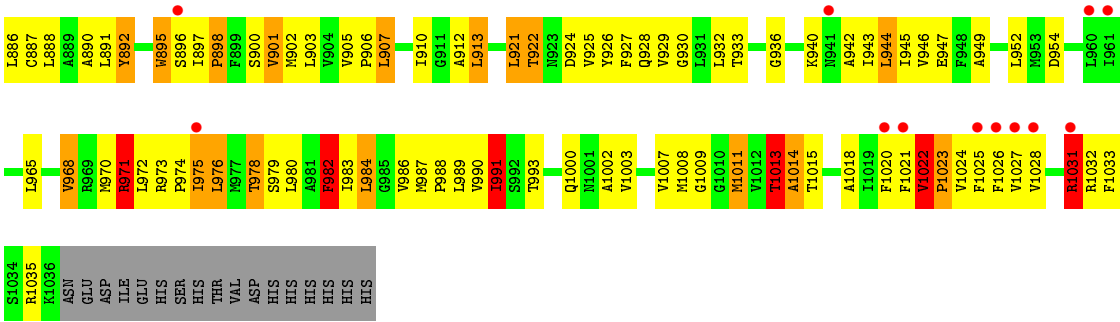 L886 C887 L888 A889 A890 L891 Y892 W895 S896 I897 P898 F899 S900 V901 M902 L903 V904 V905 P906 L907 I910 G911 A912 L913 L921 T922 N923 D924 V925 Y926 F927 Q928 V929 G930 L931 L932 T933 G936 K940 N941 A942 I943 L944 I945 V946 E947 F948 A949 L952 M953 D954 L960 I961
L965 V968 R969 M970 R971 L972 R973 P974 I975 L976 M977 T978 S979 L980 A981 F982 I983 L984 G985 V986 M987 P988 L989 V990 I991 S992 T993 Q1000 N1001 A1002 V1003 V1007 M1008 G1009 G1010 M1011 V1012 T1013 A1014 T1015 A1018 I1019 F1020 F1021 V1022 P1023 V1024 F1025 F1026 V1027 V1028 R1031 R1032 F1033
S1034 R1035 K1036 ASN GLU ASP ILE GLU HIS SER HIS THR VAL ASP HIS HIS HIS HIS HIS HIS